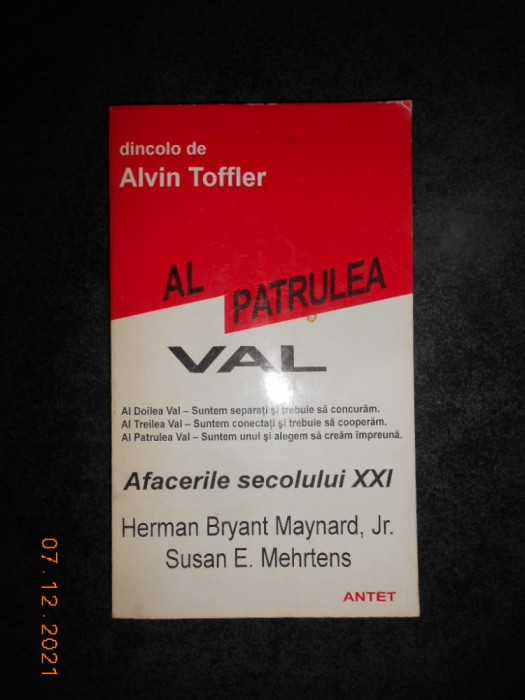 dincolo de
Alvin Toffler
AL
PATRULEA
VAL
Al Doilea Val – Suntem separați și trebuie să concurăm.
Al Treilea Val – Suntem conectați și trebuie să cooperăm.
Al Patrulea Val – Suntem unul și alegem să creăm împreună.
Afacerile secolului XXI
Herman Bryant Maynard, Jr.
Susan E. Mehrtens
ANTET
07.12.2021